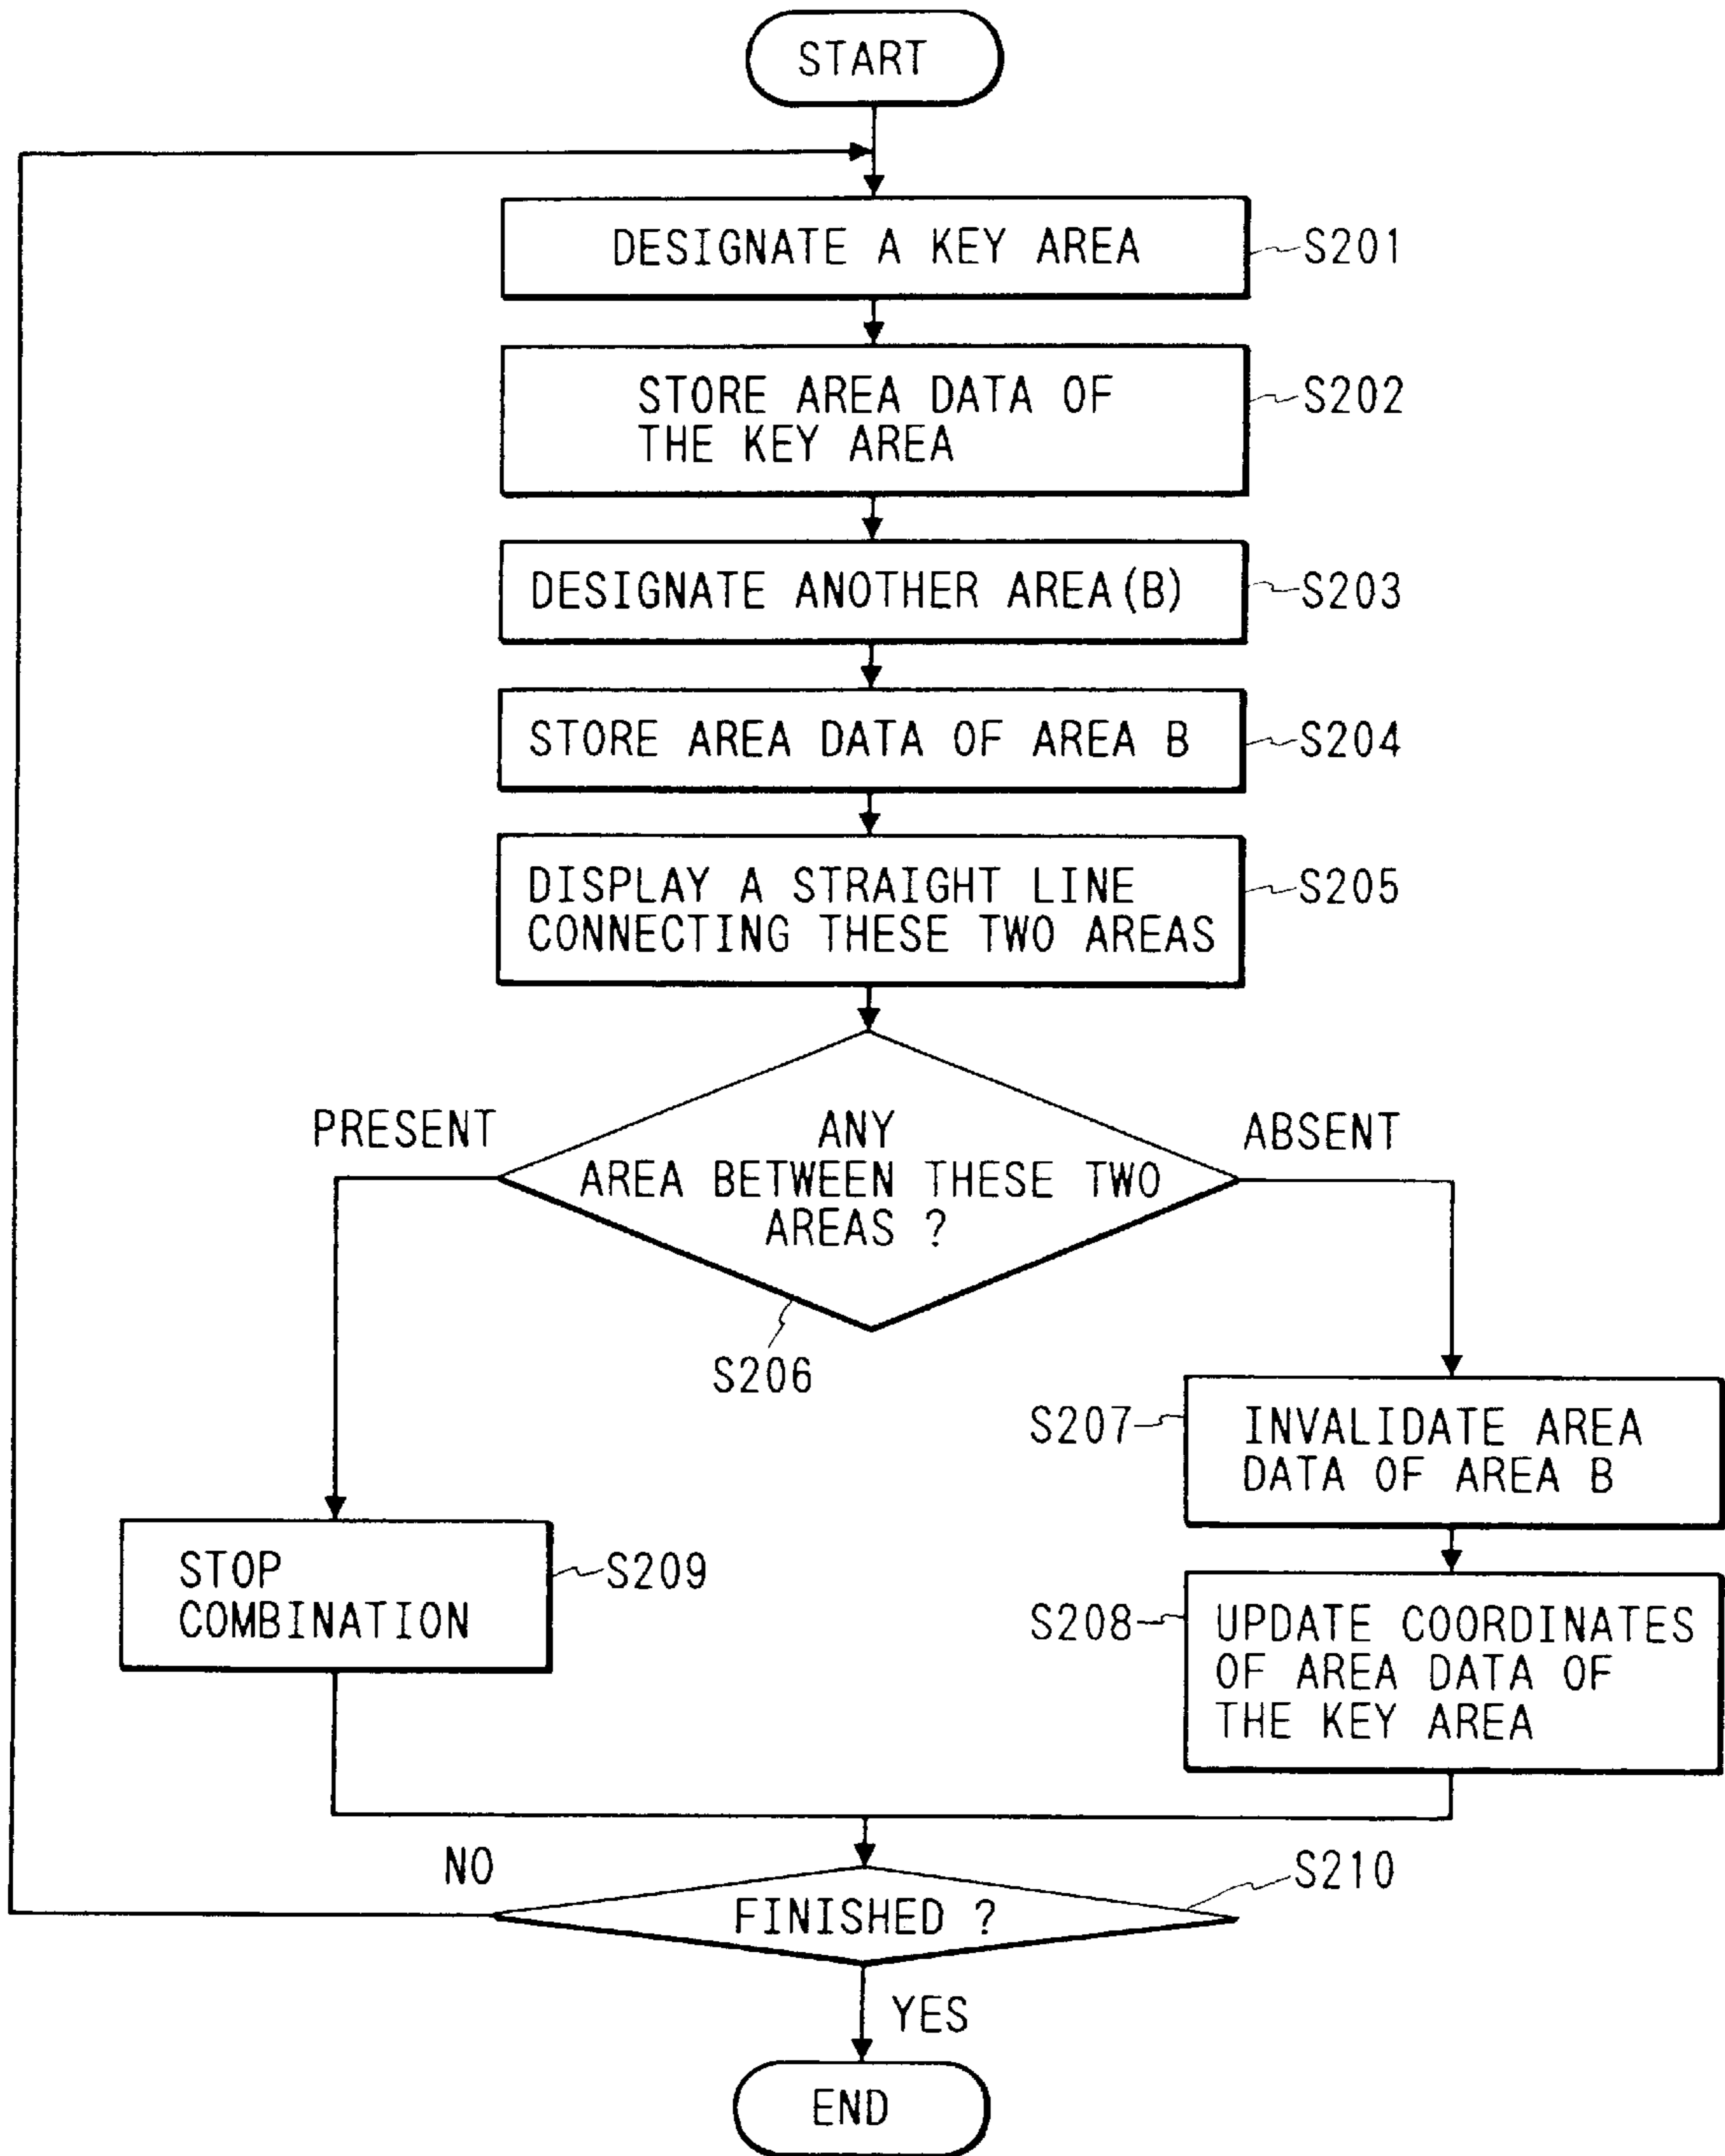 START
DESIGNATE A KEY AREA
S201
STORE AREA DATA OF
THE KEY AREA
S202
DESIGNATE ANOTHER AREA(B)
S203
STORE AREA DATA OF AREA B
S204
DISPLAY A STRAIGHT LINE
CONNECTING THESE TWO AREAS
S205
PRESENT
ANY
AREA BETWEEN THESE TWO
AREAS ?
ABSENT
S206
S207
INVALIDATE AREA
DATA OF AREA B
STOP
COMBINATION
S209
S208
UPDATE COORDINATES
OF AREA DATA OF
THE KEY AREA
NO
FINISHED ?
S210
YES
END